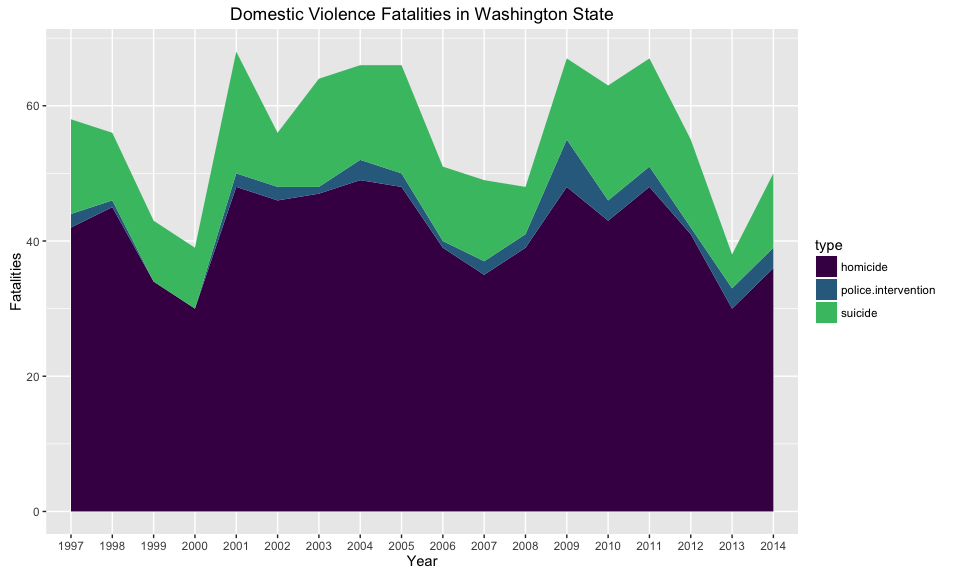 Domestic Violence Fatalities in Washington State
60
40
20
0
Fatalities
1997 1998 1999 2000 2001 2002 2003 2004 2005 2006 2007 2008 2009 2010 2011 2012 2013 2014
Year
type
homicide
police.intervention
suicide